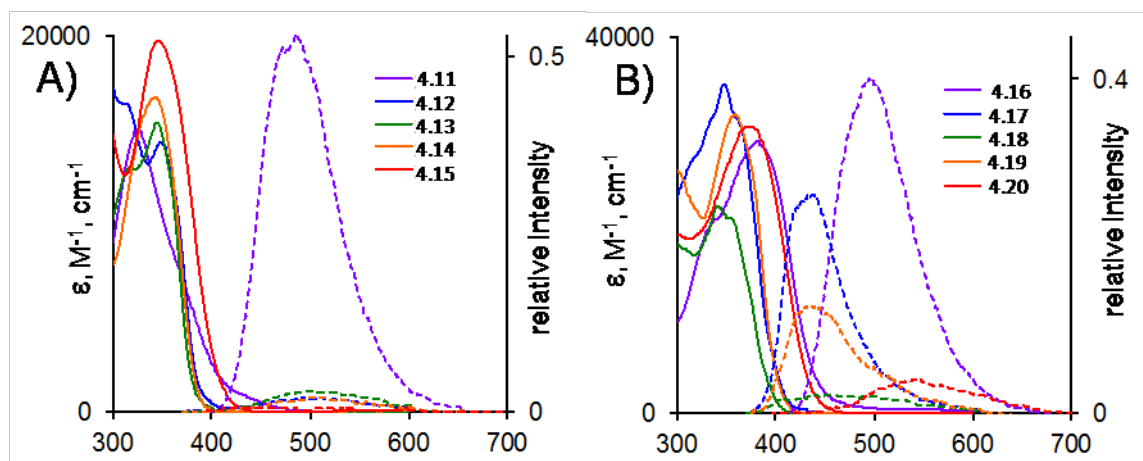 A)
20000
0
ε, M-1, cm-1
4.11
4.12
4.13
4.14
4.15
0.5
0
relative intensity
300 400 500 600 700
B)
40000
0
ε, M-1, cm-1
4.16
4.17
4.18
4.19
4.20
0.4
0
relative intensity
300 400 500 600 700